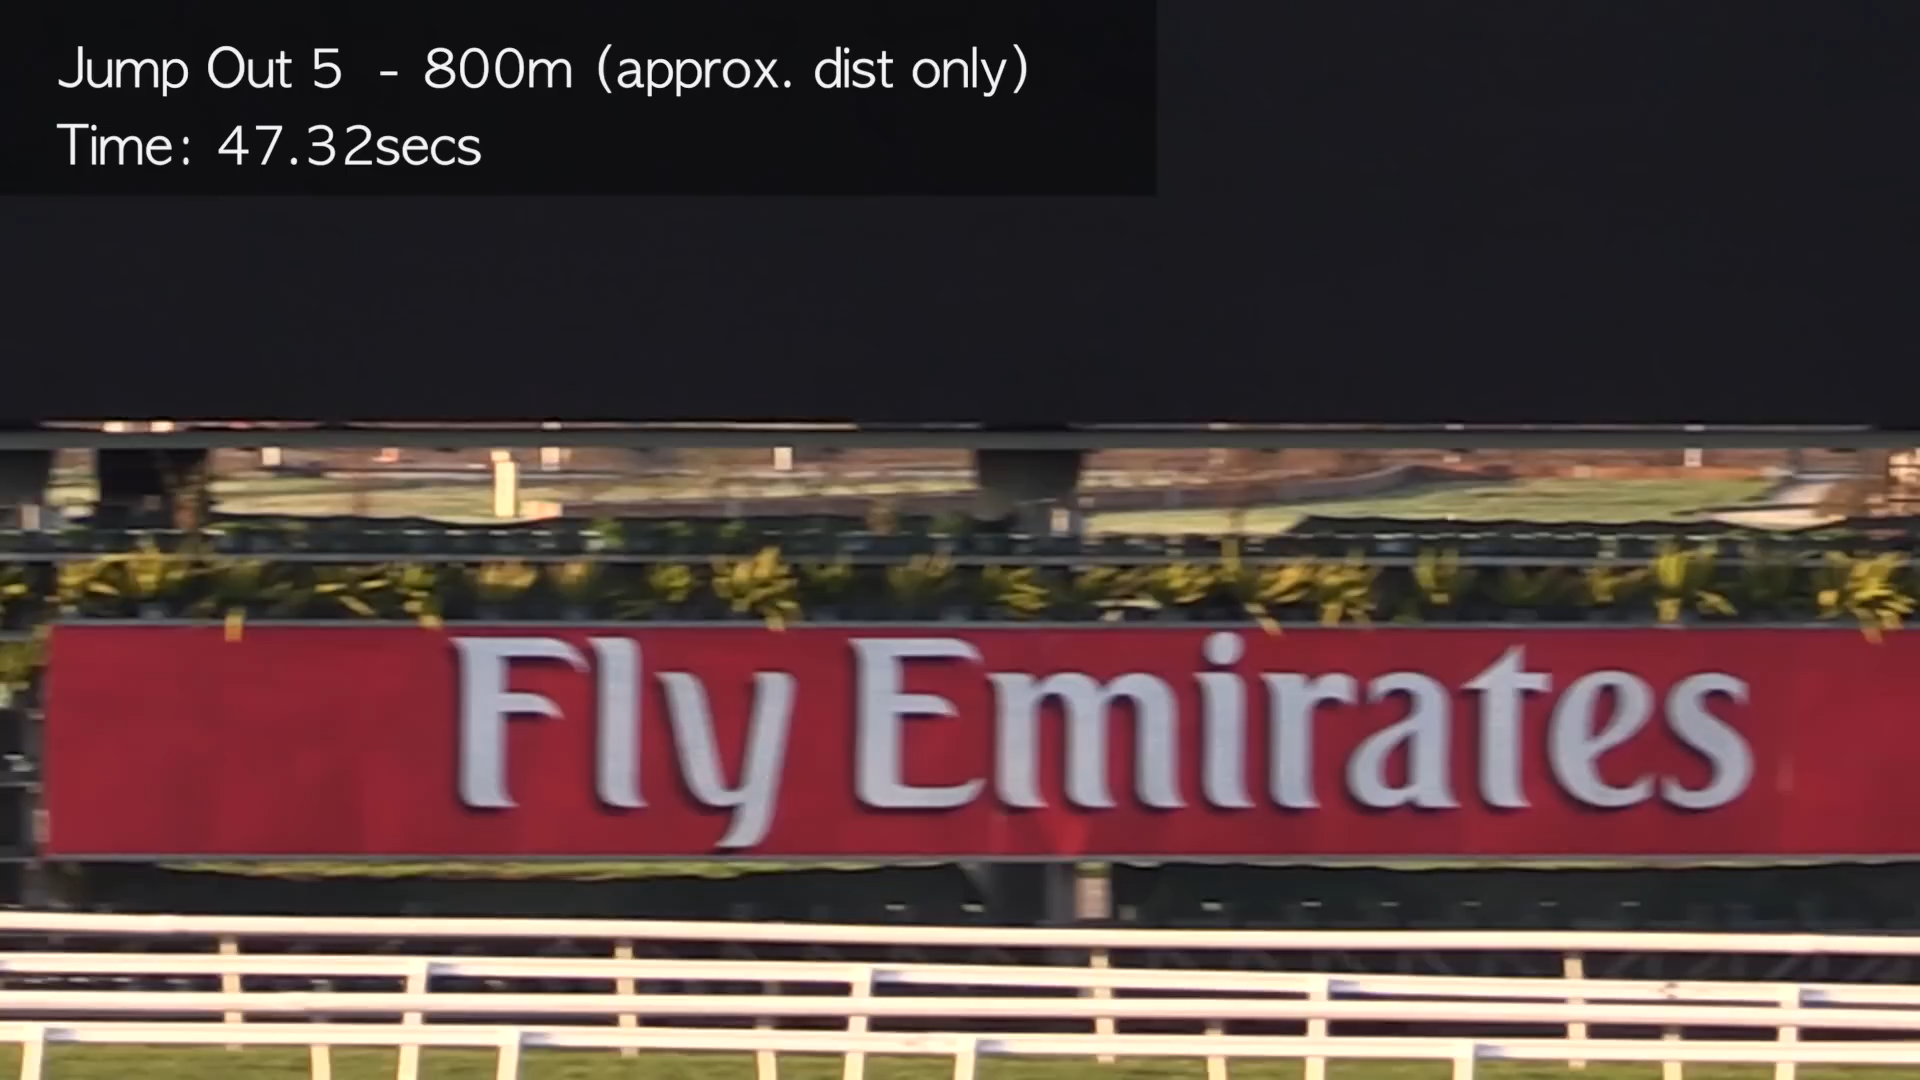 Jump Out 5 - 800m (approx. dist only)
Time: 47.32secs
Fly Emirates